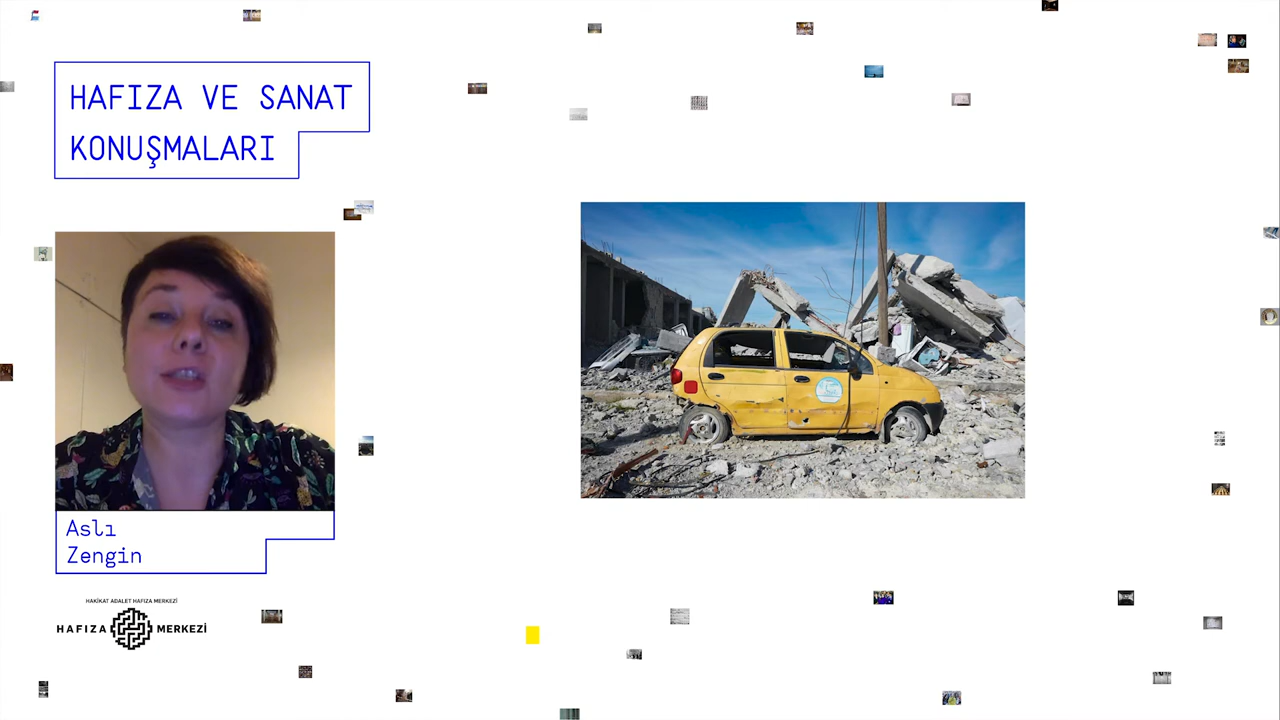 HAFIZA VE SANAT
KONUŞMALARI
Aslı
Zengin
HAKİKAT ADALET HAFIZA MERKEZİ
HAFIZA MERKEZİ